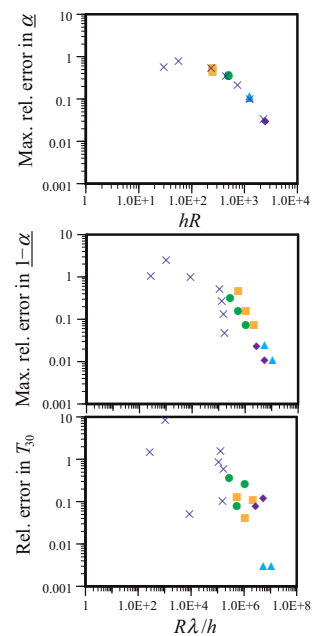 Max. rel. error in α
10
1
0.1
0.01
0.001
1 1.0E+1 1.0E+2 1.0E+3 1.0E+4
hR
Max. rel. error in 1−α
10
1
0.1
0.01
0.001
Rel. error in T30
10
1
0.1
0.01
0.001
1 1.0E+2 1.0E+4 1.0E+6 1.0E+8
Rλ/h